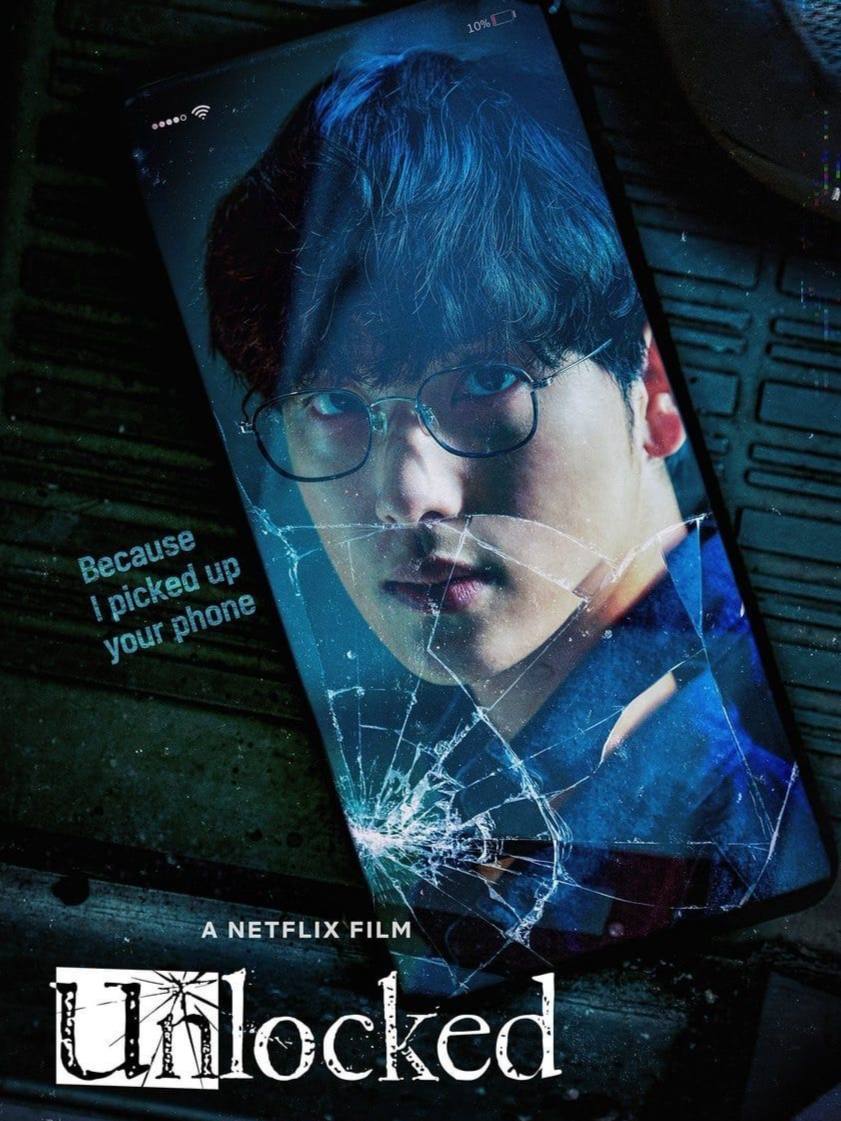 10%
Because
I picked up
your phone
A NETFLIX FILM
Unlocked